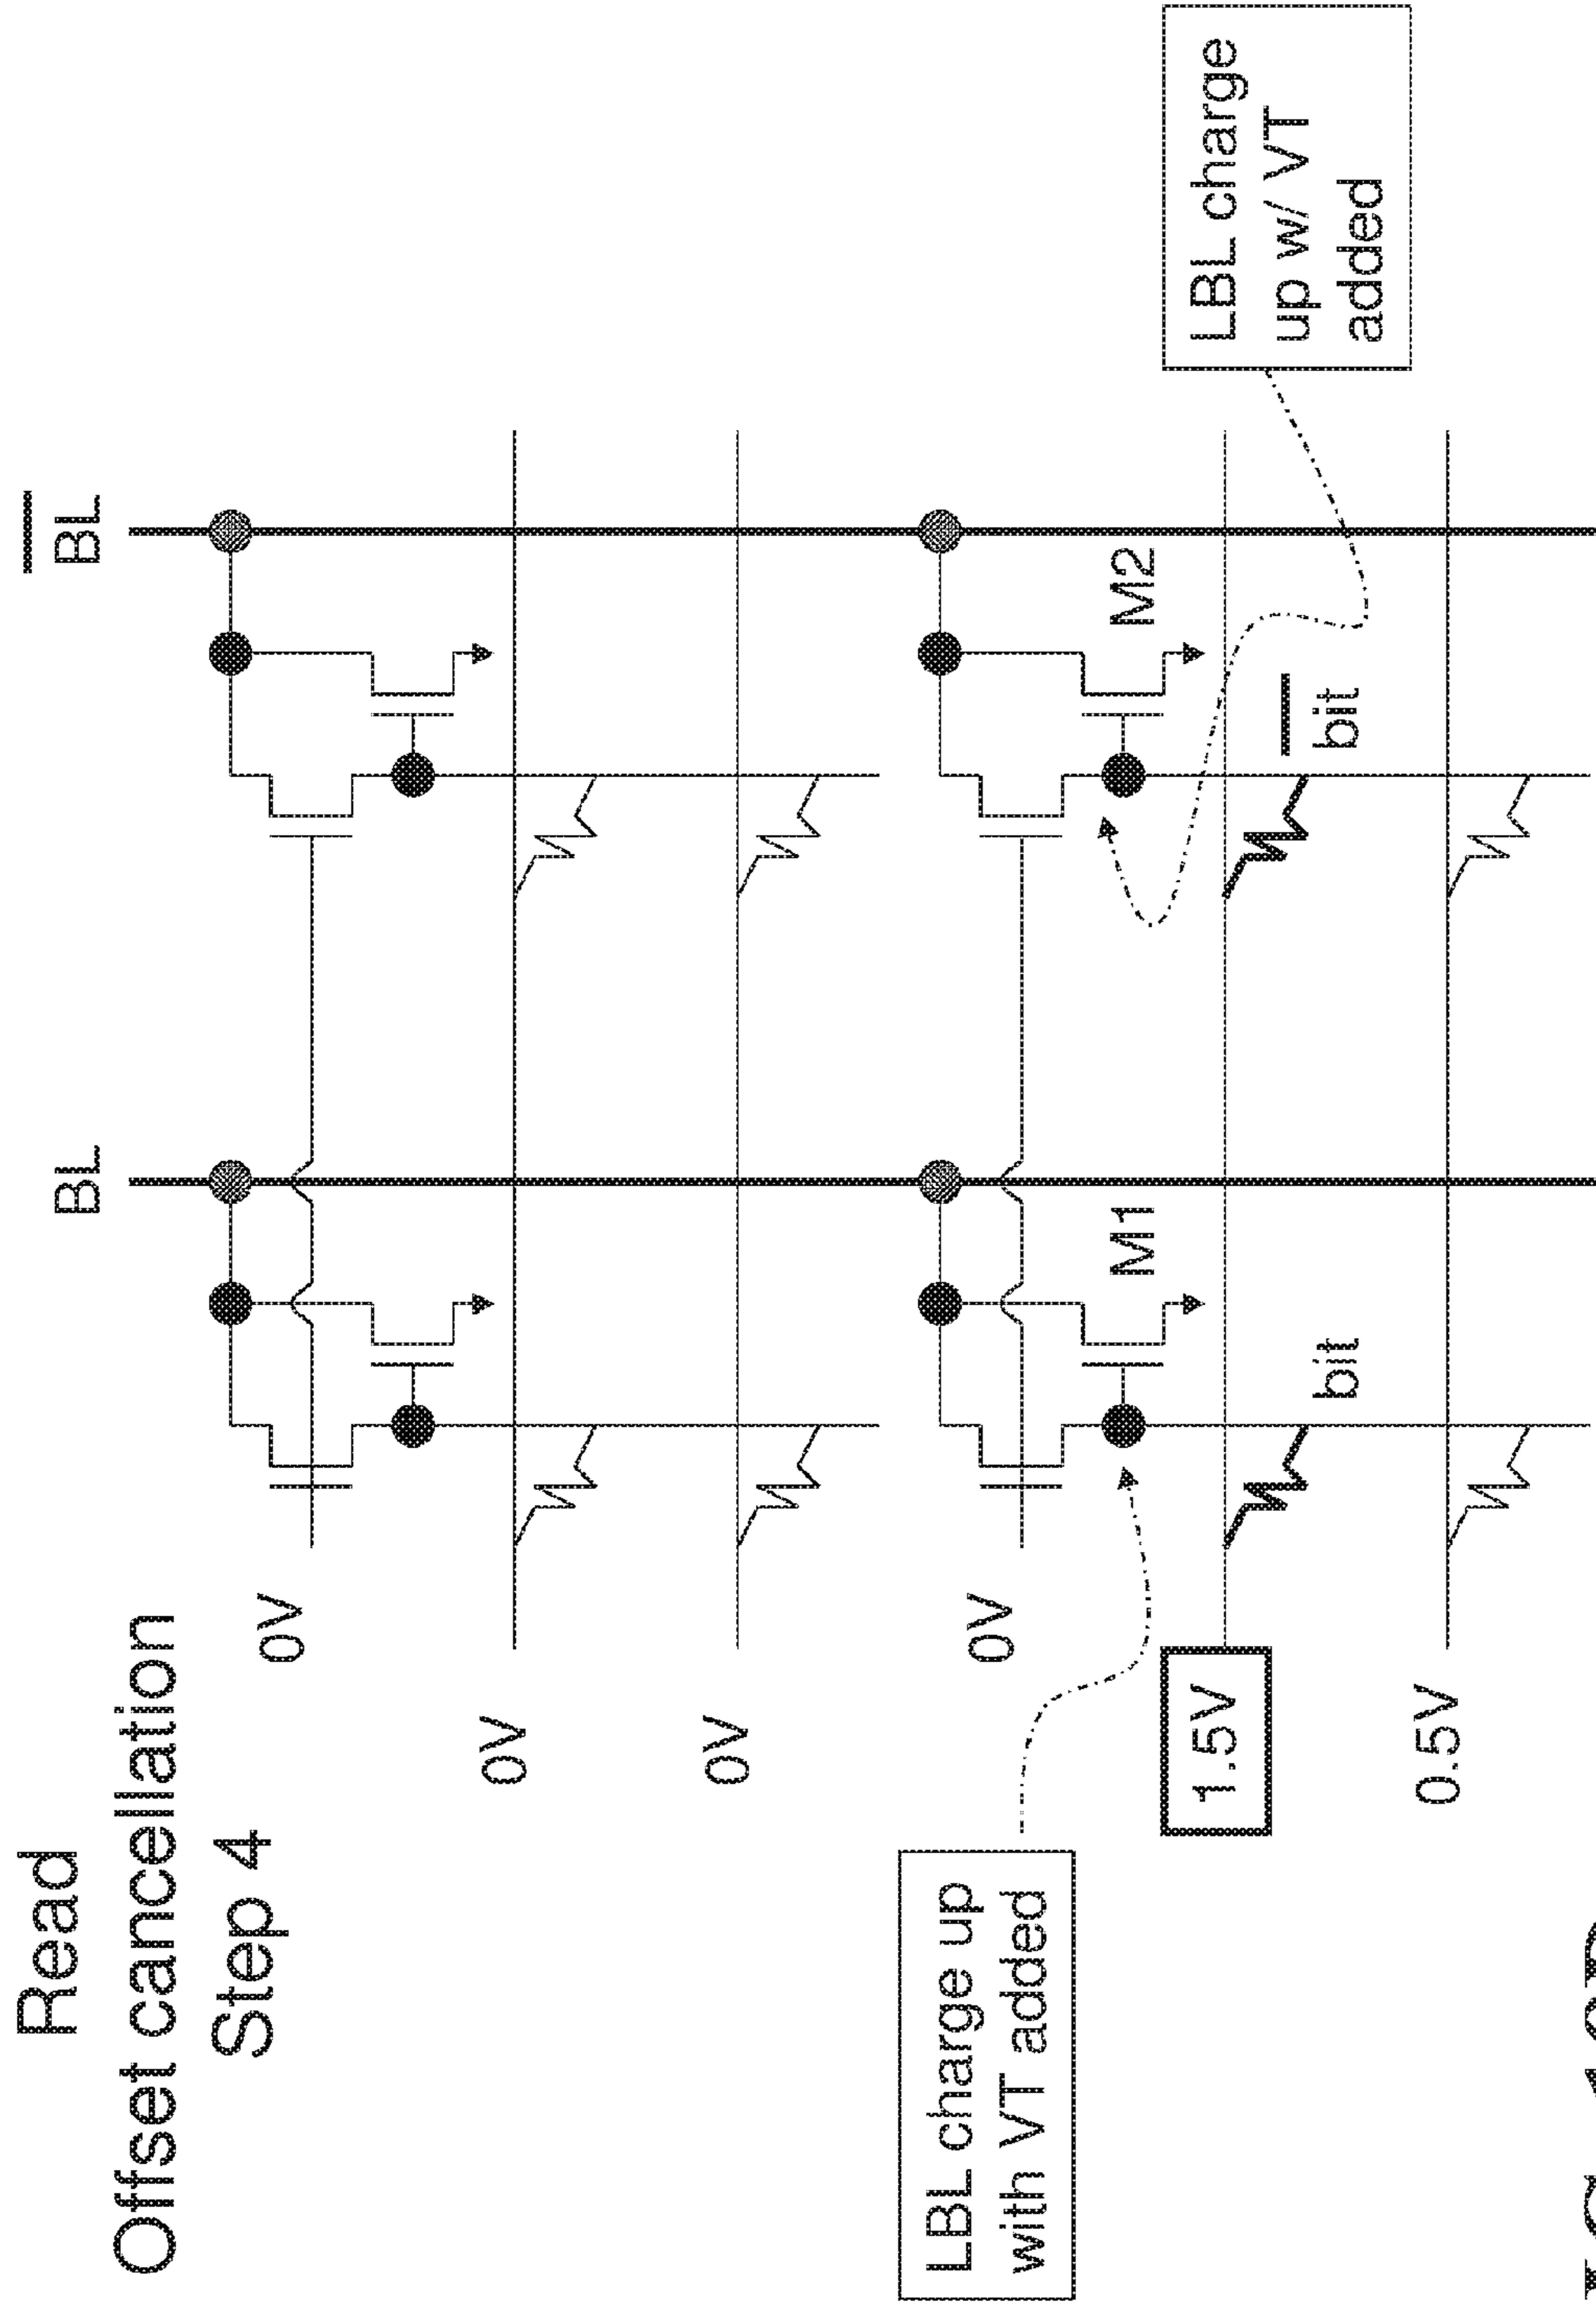 Read
Offset cancellation
Step 4
BL
BL
0V
0V
0V
0V
M1
M2
LBL charge up
with VT added
1.5V
bit
bit
LBL charge
up w/ VT
added
0.5V